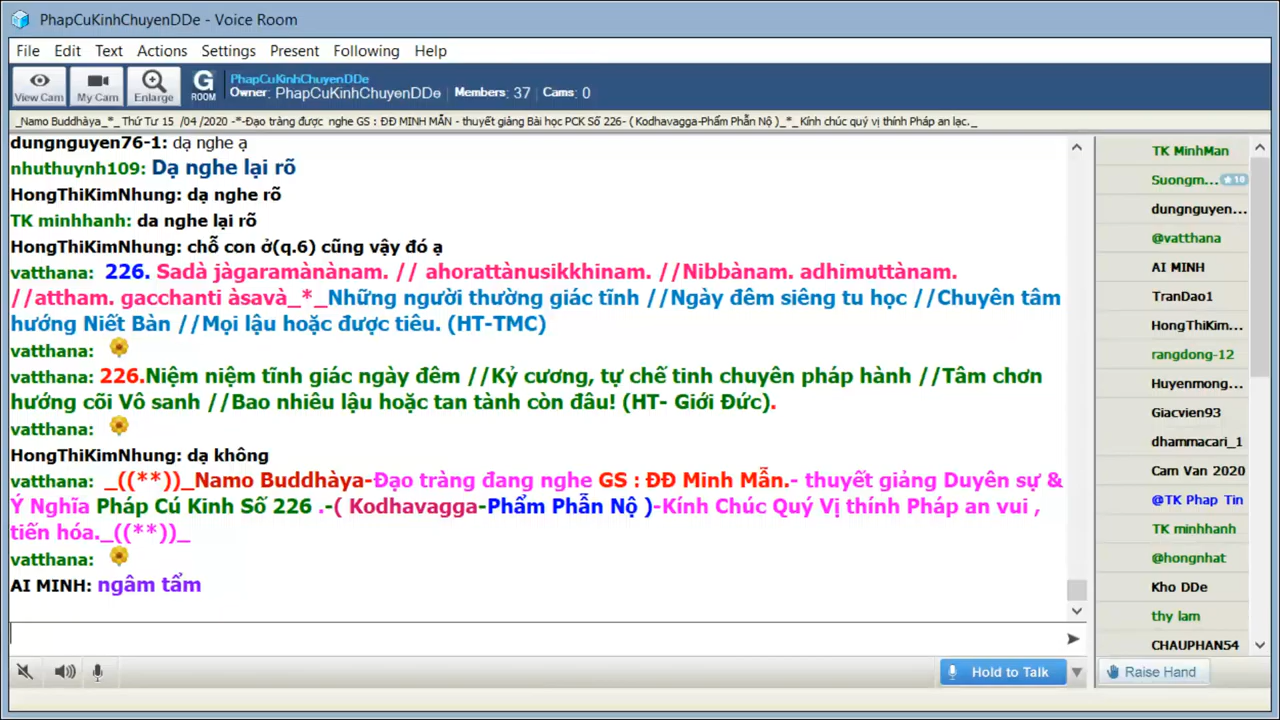 PhapCuKinhChuyenDDe - Voice Room
File Edit Text Actions Settings Present Following Help
View Cam My Cam Enlarge G ROOM PhapCuKinhChuyenDDe
Owner: PhapCuKinhChuyenDDe Members: 37 Cams: 0
_Namo Buddhàya_*_ Thứ Tư 15 /04 /2020 -*-Đạo tràng được nghe GS : ĐĐ MINH MẪN - thuyết giảng Bài học PCK Số 226- ( Kodhavagga-Phẩm Phẫn Nộ )_*_ Kính chúc quý vị thính Pháp an lạc._
dungnguyen76-1: dạ nghe ạ
nhuthuynh109: Dạ nghe lại rõ
HongThiKimNhung: dạ nghe rõ
TK minhhanh: da nghe lại rõ
HongThiKimNhung: chỗ con ở(q.6) cũng vậy đó ạ
vatthana: 226. Sadà jàgaramànànam. // ahorattànusikkhinam. //Nibbànam. adhimuttànam.
//attham. gacchanti àsavà_*_Những người thường giác tĩnh //Ngày đêm siêng tu học //Chuyên tâm
hướng Niết Bàn //Mọi lậu hoặc được tiêu. (HT-TMC)
vatthana:
vatthana: 226.Niệm niệm tĩnh giác ngày đêm //Kỷ cương, tự chế tinh chuyên pháp hành //Tâm chơn
hướng cõi Vô sanh //Bao nhiêu lậu hoặc tan tành còn đâu! (HT- Giới Đức).
vatthana:
HongThiKimNhung: dạ không
vatthana: _((**))_Namo Buddhàya-Đạo tràng đang nghe GS : ĐĐ Minh Mẫn.- thuyết giảng Duyên sự &
Ý Nghĩa Pháp Cú Kinh Số 226 .-( Kodhavagga-Phẩm Phẫn Nộ )-Kính Chúc Quý Vị thính Pháp an vui ,
tiến hóa._((**))_
vatthana:
AI MINH: ngâm tẩm
TK MinhMan
Suongm... 10
dungnguyen...
@vatthana
AI MINH
TranDao1
HongThiKim...
rangdong-12
Huyenmong...
Giacvien93
dhammacari_1
Cam Van 2020
@TK Phap Tin
TK minhhanh
@hongnhat
Kho DDe
thy lam
CHAUPHAN54
Hold to Talk
Raise Hand